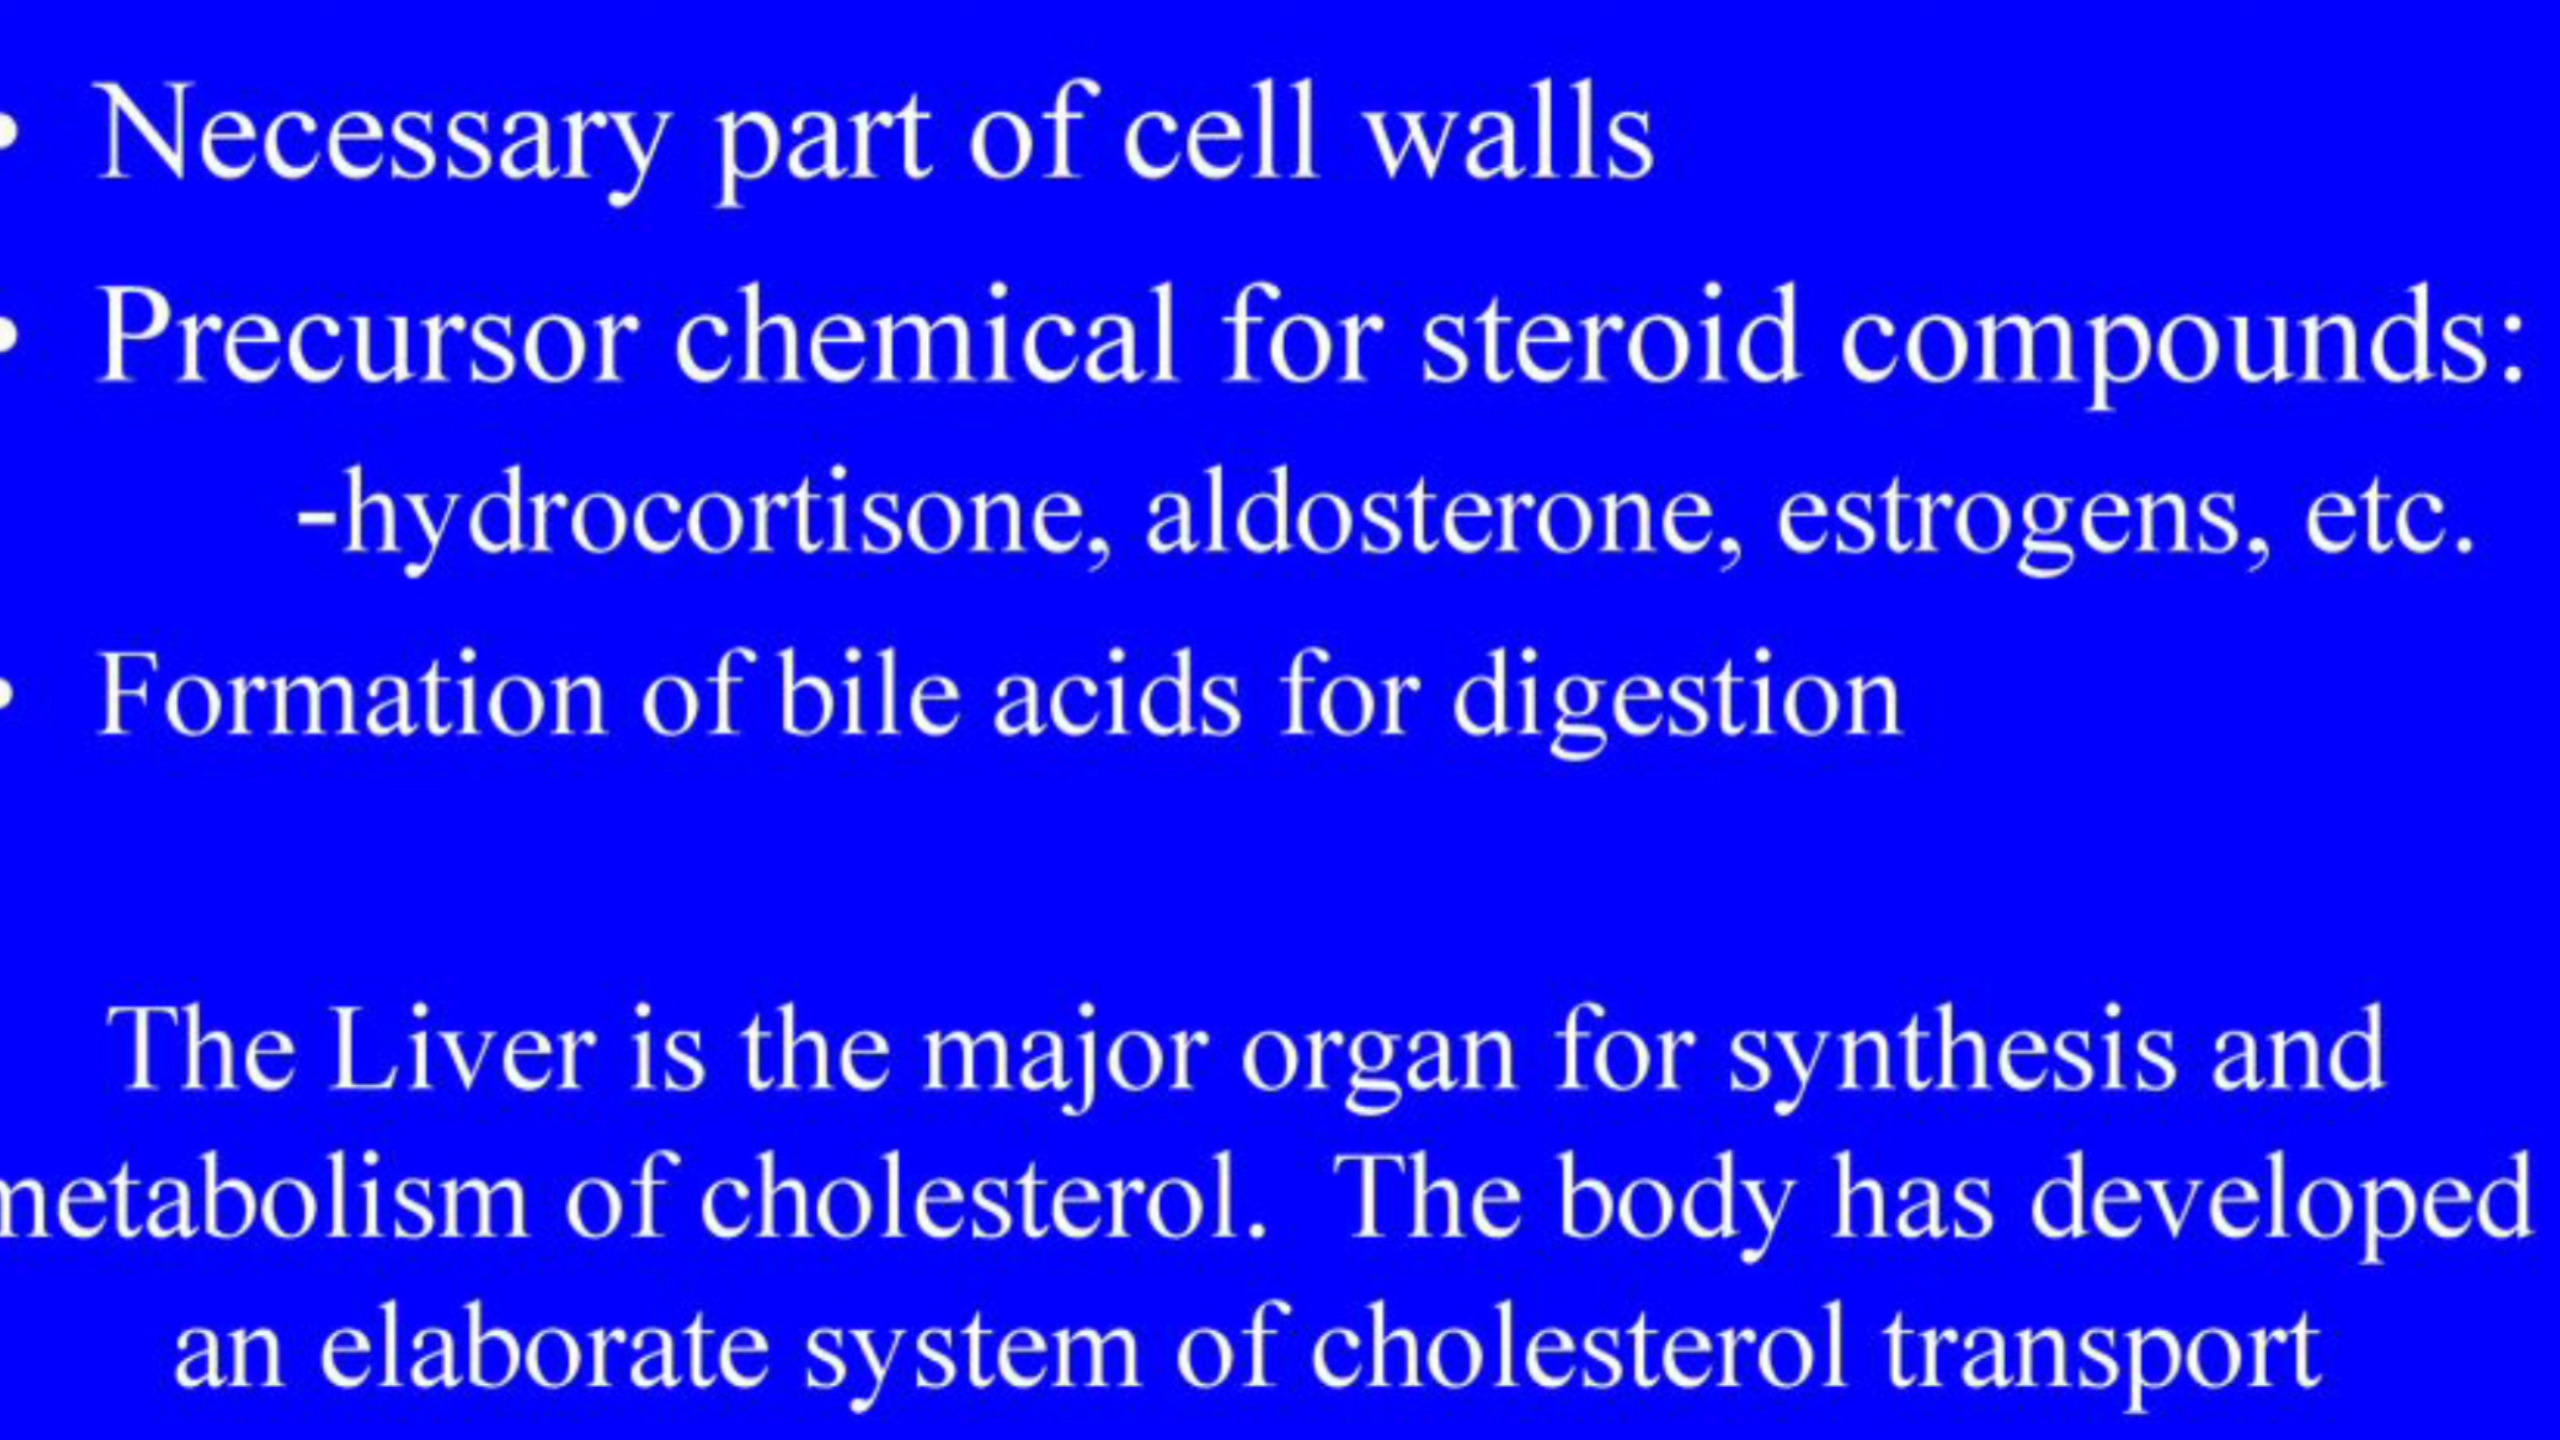 • Necessary part of cell walls
• Precursor chemical for steroid compounds:
-hydrocortisone, aldosterone, estrogens, etc.
• Formation of bile acids for digestion
The Liver is the major organ for synthesis and
metabolism of cholesterol. The body has developed
an elaborate system of cholesterol transport